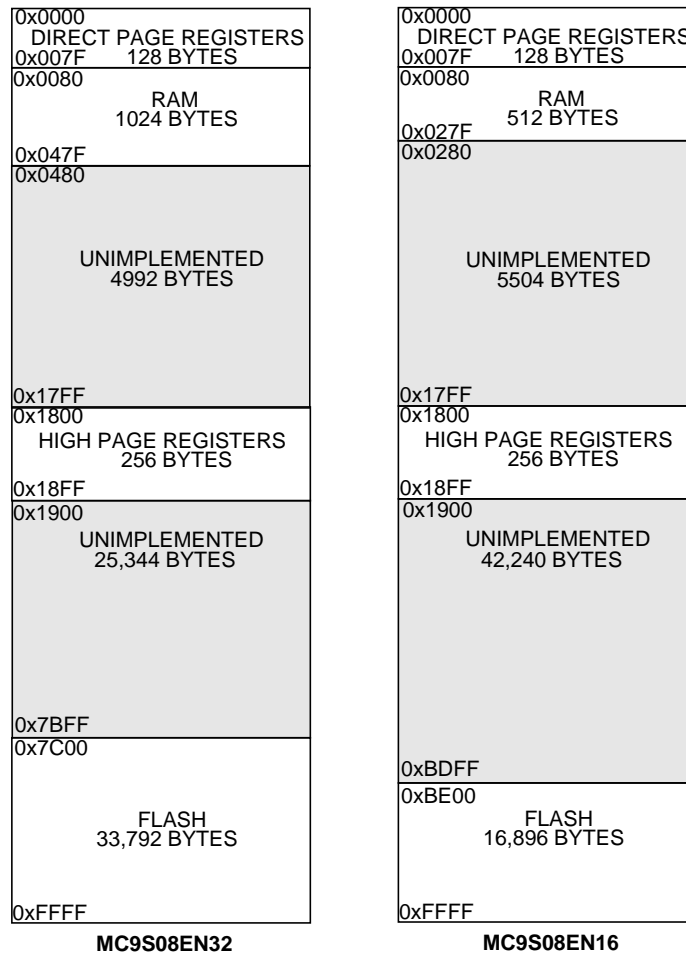 0x0000
DIRECT PAGE REGISTERS
0x007F 128 BYTES
0x0080
RAM
1024 BYTES
0x047F
0x0480
UNIMPLEMENTED
4992 BYTES
0x17FF
0x1800
HIGH PAGE REGISTERS
256 BYTES
0x18FF
0x1900
UNIMPLEMENTED
25,344 BYTES
0x7BFF
0x7C00
FLASH
33,792 BYTES
0xFFFF
MC9S08EN32
0x0000
DIRECT PAGE REGISTERS
0x007F 128 BYTES
0x0080
RAM
512 BYTES
0x027F
0x0280
UNIMPLEMENTED
5504 BYTES
0x17FF
0x1800
HIGH PAGE REGISTERS
256 BYTES
0x18FF
0x1900
UNIMPLEMENTED
42,240 BYTES
0xBDFF
0xBE00
FLASH
16,896 BYTES
0xFFFF
MC9S08EN16